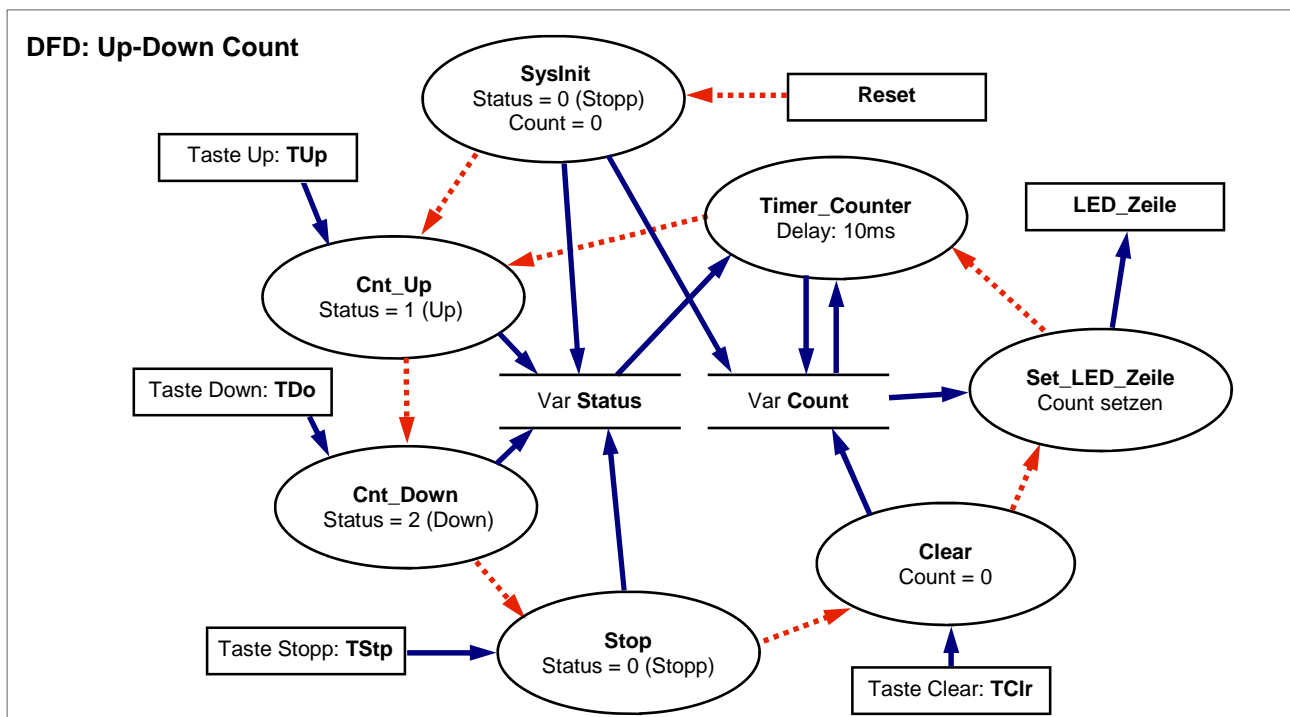 DFD: Up-Down Count
SysInit
Status = 0 (Stopp)
Count = 0
Reset
Taste Up: TUp
Timer_Counter
Delay: 10ms
LED_Zeile
Cnt_Up
Status = 1 (Up)
Taste Down: TDo
Var Status
Var Count
Set_LED_Zeile
Count setzen
Cnt_Down
Status = 2 (Down)
Clear
Count = 0
Taste Stopp: TStp
Stop
Status = 0 (Stopp)
Taste Clear: TClr